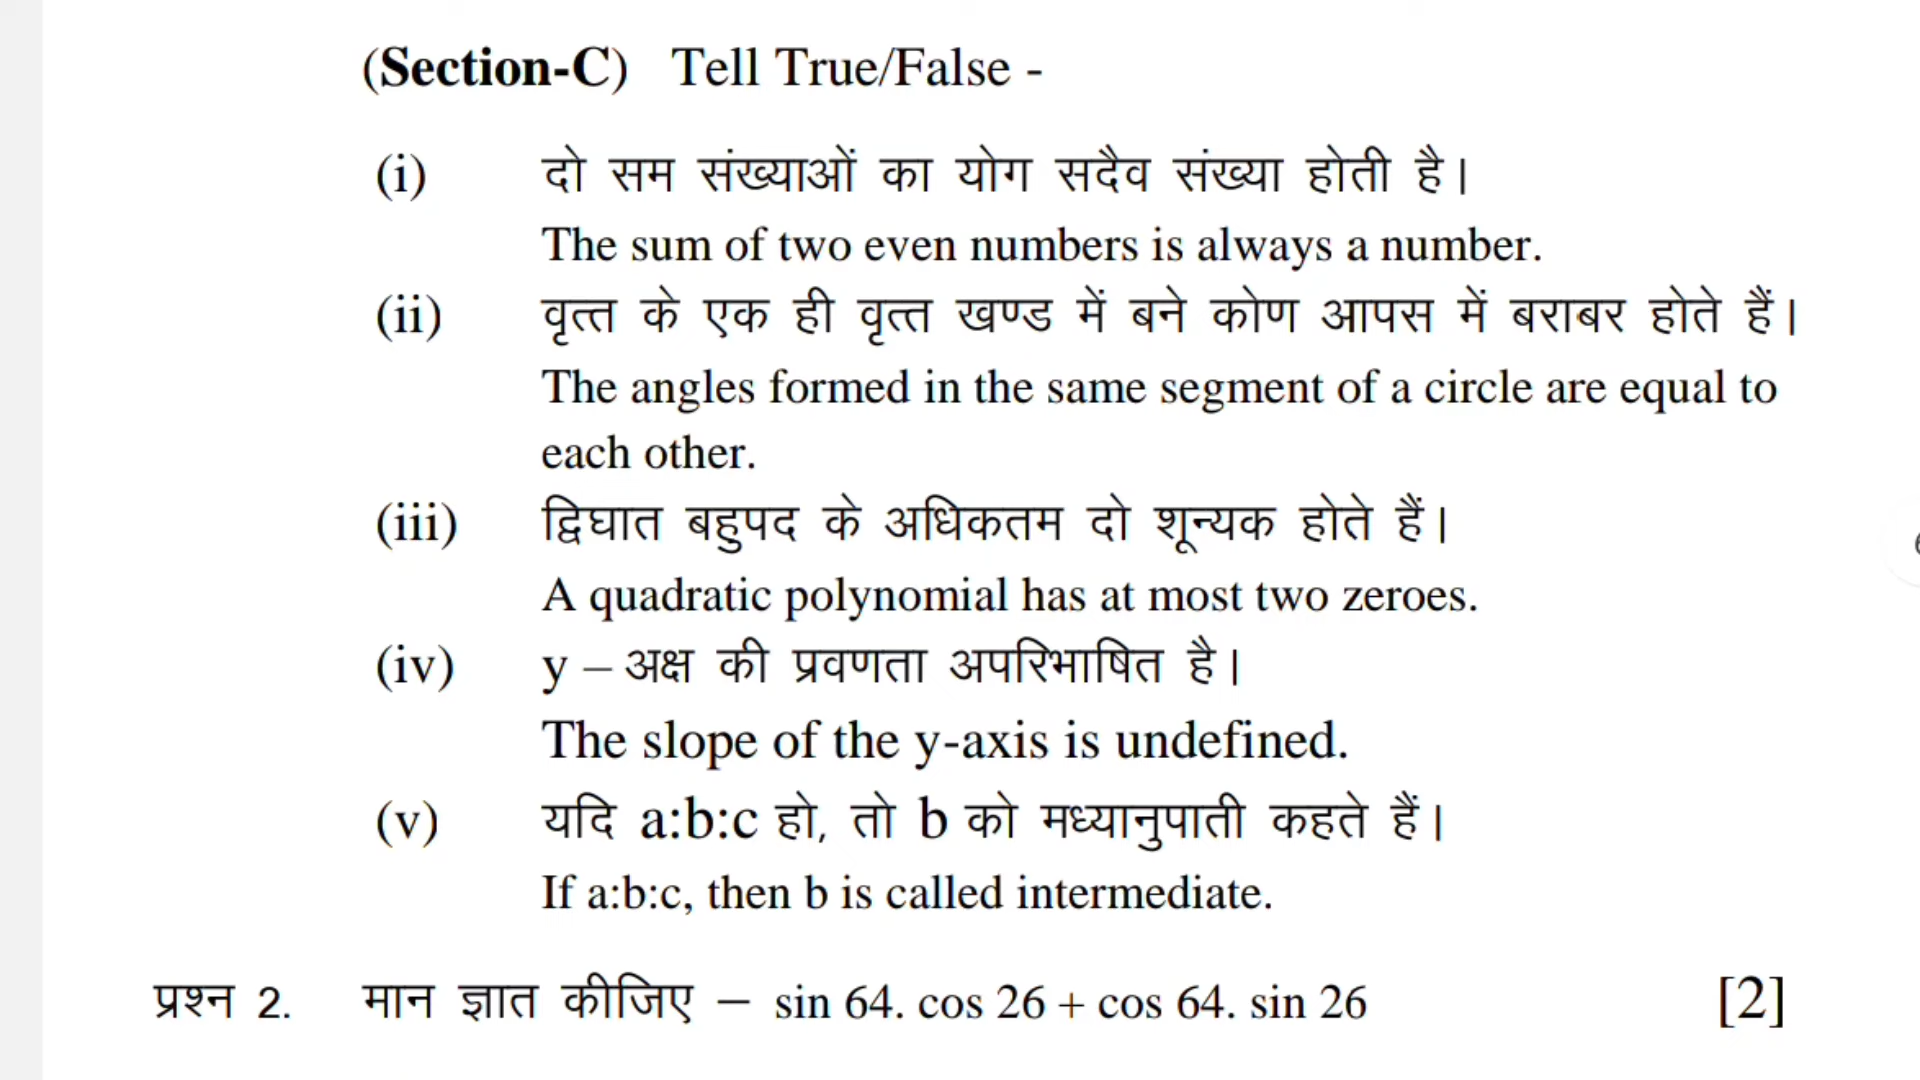 (Section-C) Tell True/False -
(i) दो सम संख्याओं का योग सदैव संख्या होती है।
The sum of two even numbers is always a number.
(ii) वृत्त के एक ही वृत्त खण्ड में बने कोण आपस में बराबर होते हैं।
The angles formed in the same segment of a circle are equal to
each other.
(iii) द्विघात बहुपद के अधिकतम दो शून्यक होते हैं।
A quadratic polynomial has at most two zeroes.
(iv) y – अक्ष की प्रवणता अपरिभाषित है।
The slope of the y-axis is undefined.
(v) यदि a:b:c हो, तो b को मध्यानुपाती कहते हैं।
If a:b:c, then b is called intermediate.
प्रश्न 2. मान ज्ञात कीजिए – sin 64. cos 26 + cos 64. sin 26 [2]